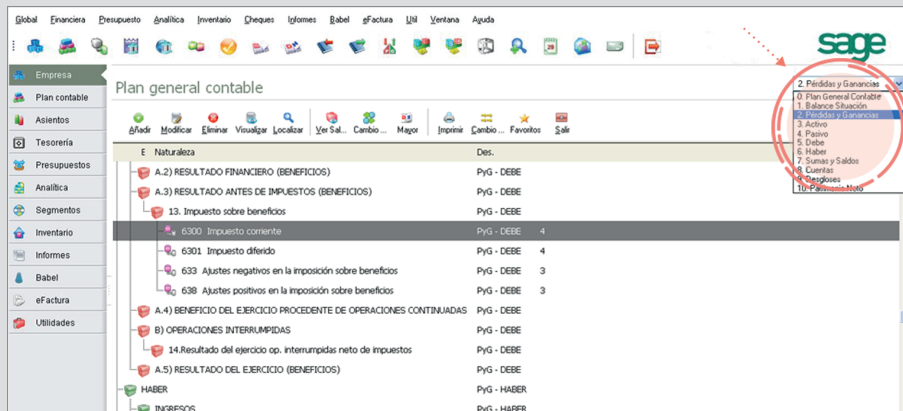 Global Financiera Presupuesto Analítica Inventario Cheques Informes Babel eFactura Util Ventana Ayuda
sage
Empresa
Plan contable
Asientos
Tesorería
Presupuestos
Analítica
Segmentos
Inventario
Informes
Babel
eFactura
Utilidades
Plan general contable
2. Pérdidas y Ganancias
0. Plan General Contable
1. Balance Situación
2. Pérdidas y Ganancias
3. Activo
4. Pasivo
5. Debe
6. Haber
7. Sumas y Saldos
8. Cuentas
9. Desgloses
10. Patrimonio Neto
Añadir Modificar Eliminar Visualizar Localizar Ver Sal... Cambio ... Mayor Imprimir Cambio ... Favoritos Salir
E Naturaleza Des.
A.2) RESULTADO FINANCIERO (BENEFICIOS) PyG - DEBE
A.3) RESULTADO ANTES DE IMPUESTOS (BENEFICIOS) PyG - DEBE
13. Impuesto sobre beneficios PyG - DEBE
6300 Impuesto corriente PyG - DEBE 4
6301 Impuesto diferido PyG - DEBE 4
633 Ajustes negativos en la imposición sobre beneficios PyG - DEBE 3
638 Ajustes positivos en la imposición sobre beneficios PyG - DEBE 3
A.4) BENEFICIO DEL EJERCICIO PROCEDENTE DE OPERACIONES CONTINUADAS PyG - DEBE
B) OPERACIONES INTERRUMPIDAS PyG - DEBE
14.Resultado del ejercicio op. interrumpidas neto de impuestos PyG - DEBE
A.5) RESULTADO DEL EJERCICIO (BENEFICIOS) PyG - DEBE
HABER PyG - HABER
INGRESOS PyG - HABER